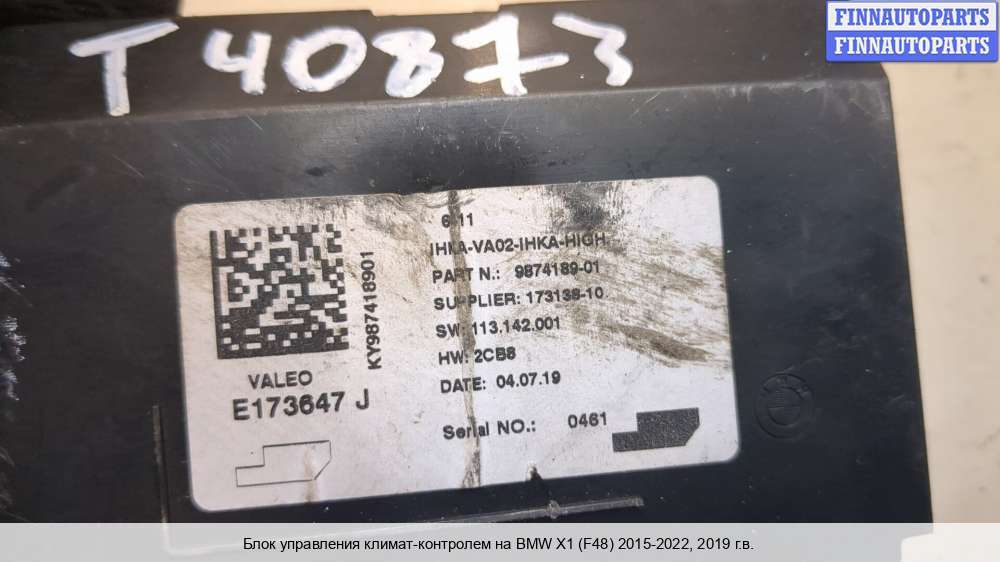 FINNAUTOPARTS
FINNAUTOPARTS
T 40873
6 11
IHKA-VA02-IHKA-HIGH
PART N.: 9874189-01
SUPPLIER: 173138-10
SW: 113.142.001
HW: 2CB8
DATE: 04.07.19
Serial NO.: 0461
KY987418901
VALEO
E173647 J
Блок управления климат-контролем на BMW X1 (F48) 2015-2022, 2019 г.в.